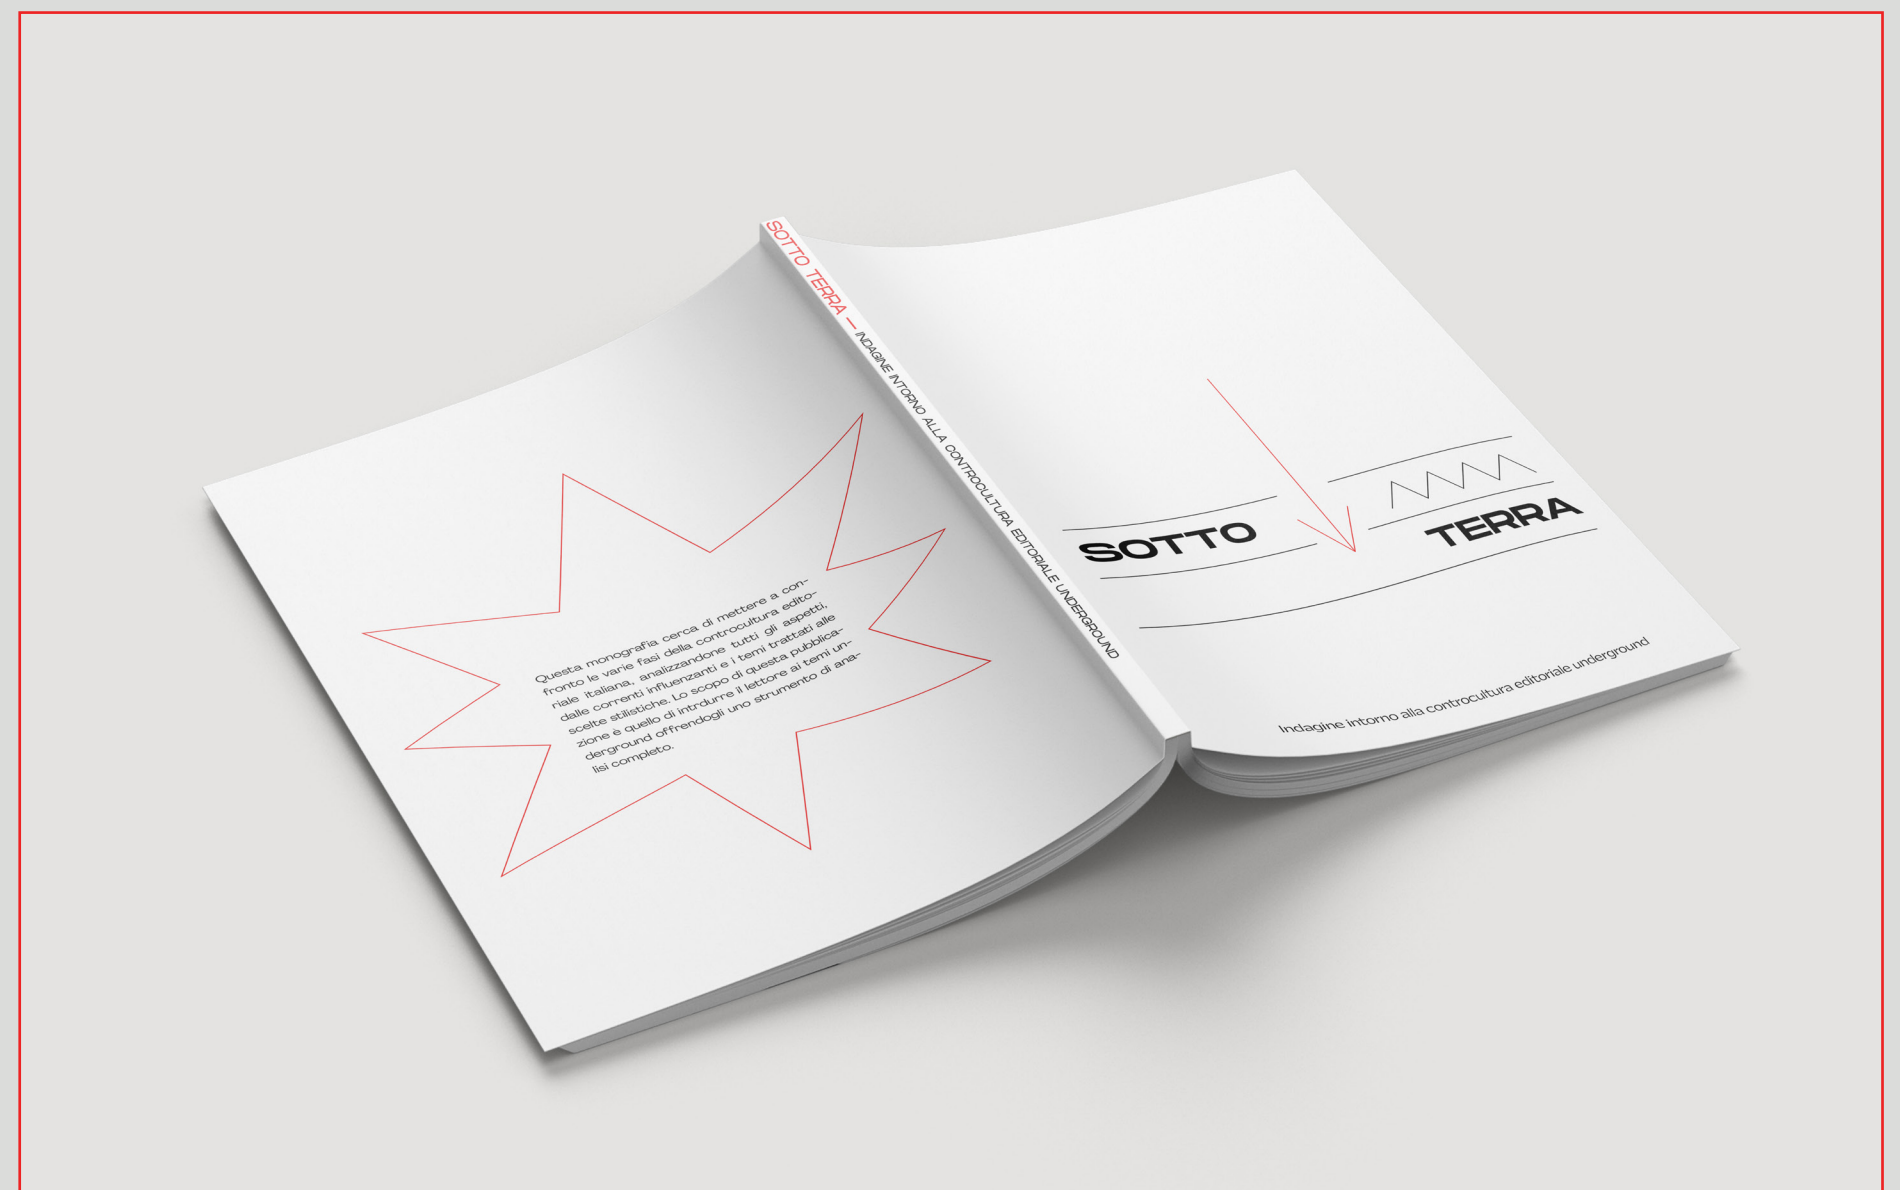 Questa monografia cerca di mettere a con-
fronto le varie fasi della controcultura edito-
riale italiana, analizzandone tutti gli aspetti,
dalle correnti influenzanti e i temi trattati alle
scelte stilistiche. Lo scopo di questa pubblica-
zione è quello di intrdurre il lettore ai temi un-
derground offrendogli uno strumento di ana-
lisi completo.
SOTTO TERRA — INDAGINE INTORNO ALLA CONTROCULTURA EDITORIALE UNDERGROUND
SOTTO
TERRA
Indagine intorno alla controcultura editoriale underground